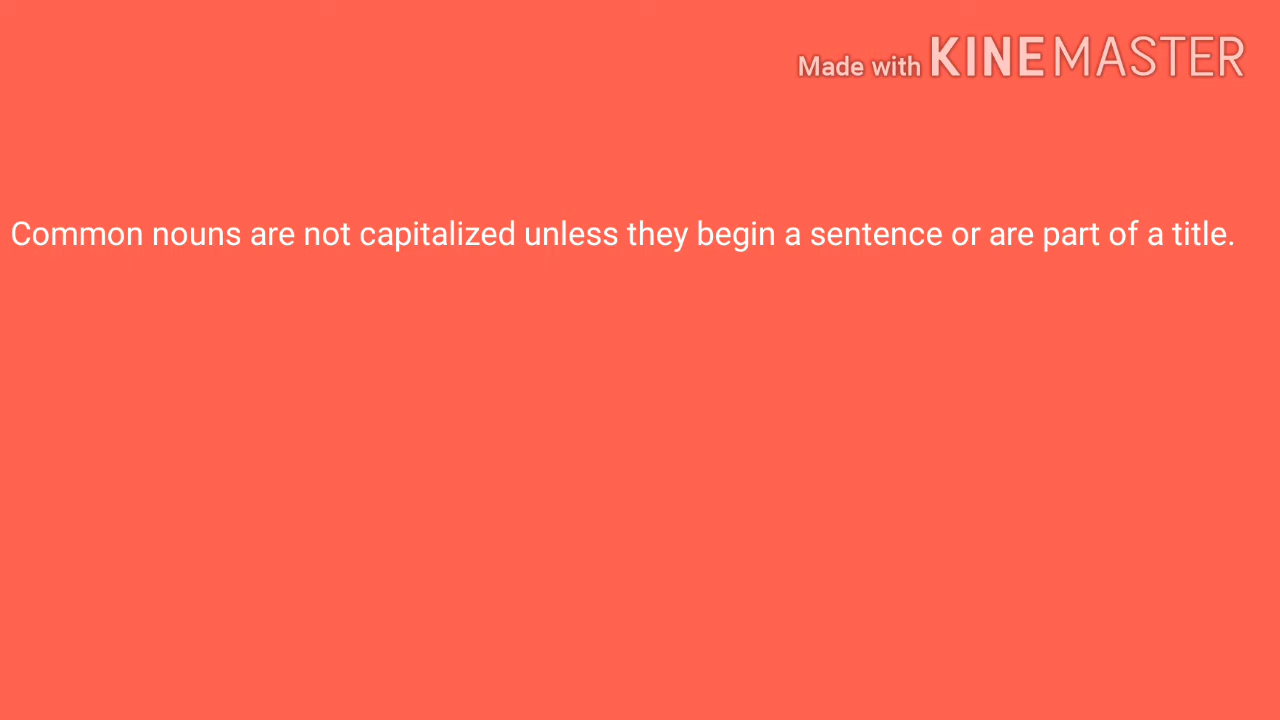 Made with KINEMASTER
Common nouns are not capitalized unless they begin a sentence or are part of a title.